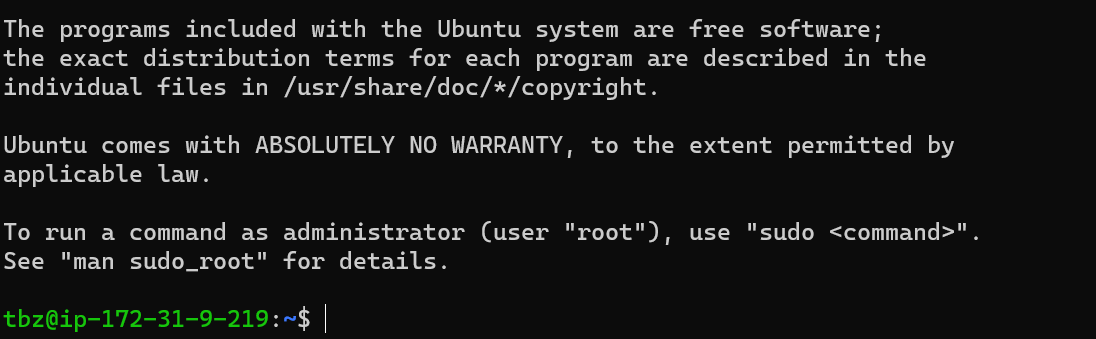 The programs included with the Ubuntu system are free software;
the exact distribution terms for each program are described in the
individual files in /usr/share/doc/*/copyright.
Ubuntu comes with ABSOLUTELY NO WARRANTY, to the extent permitted by
applicable law.
To run a command as administrator (user "root"), use "sudo <command>".
See "man sudo_root" for details.
tbz@ip-172-31-9-219:~$